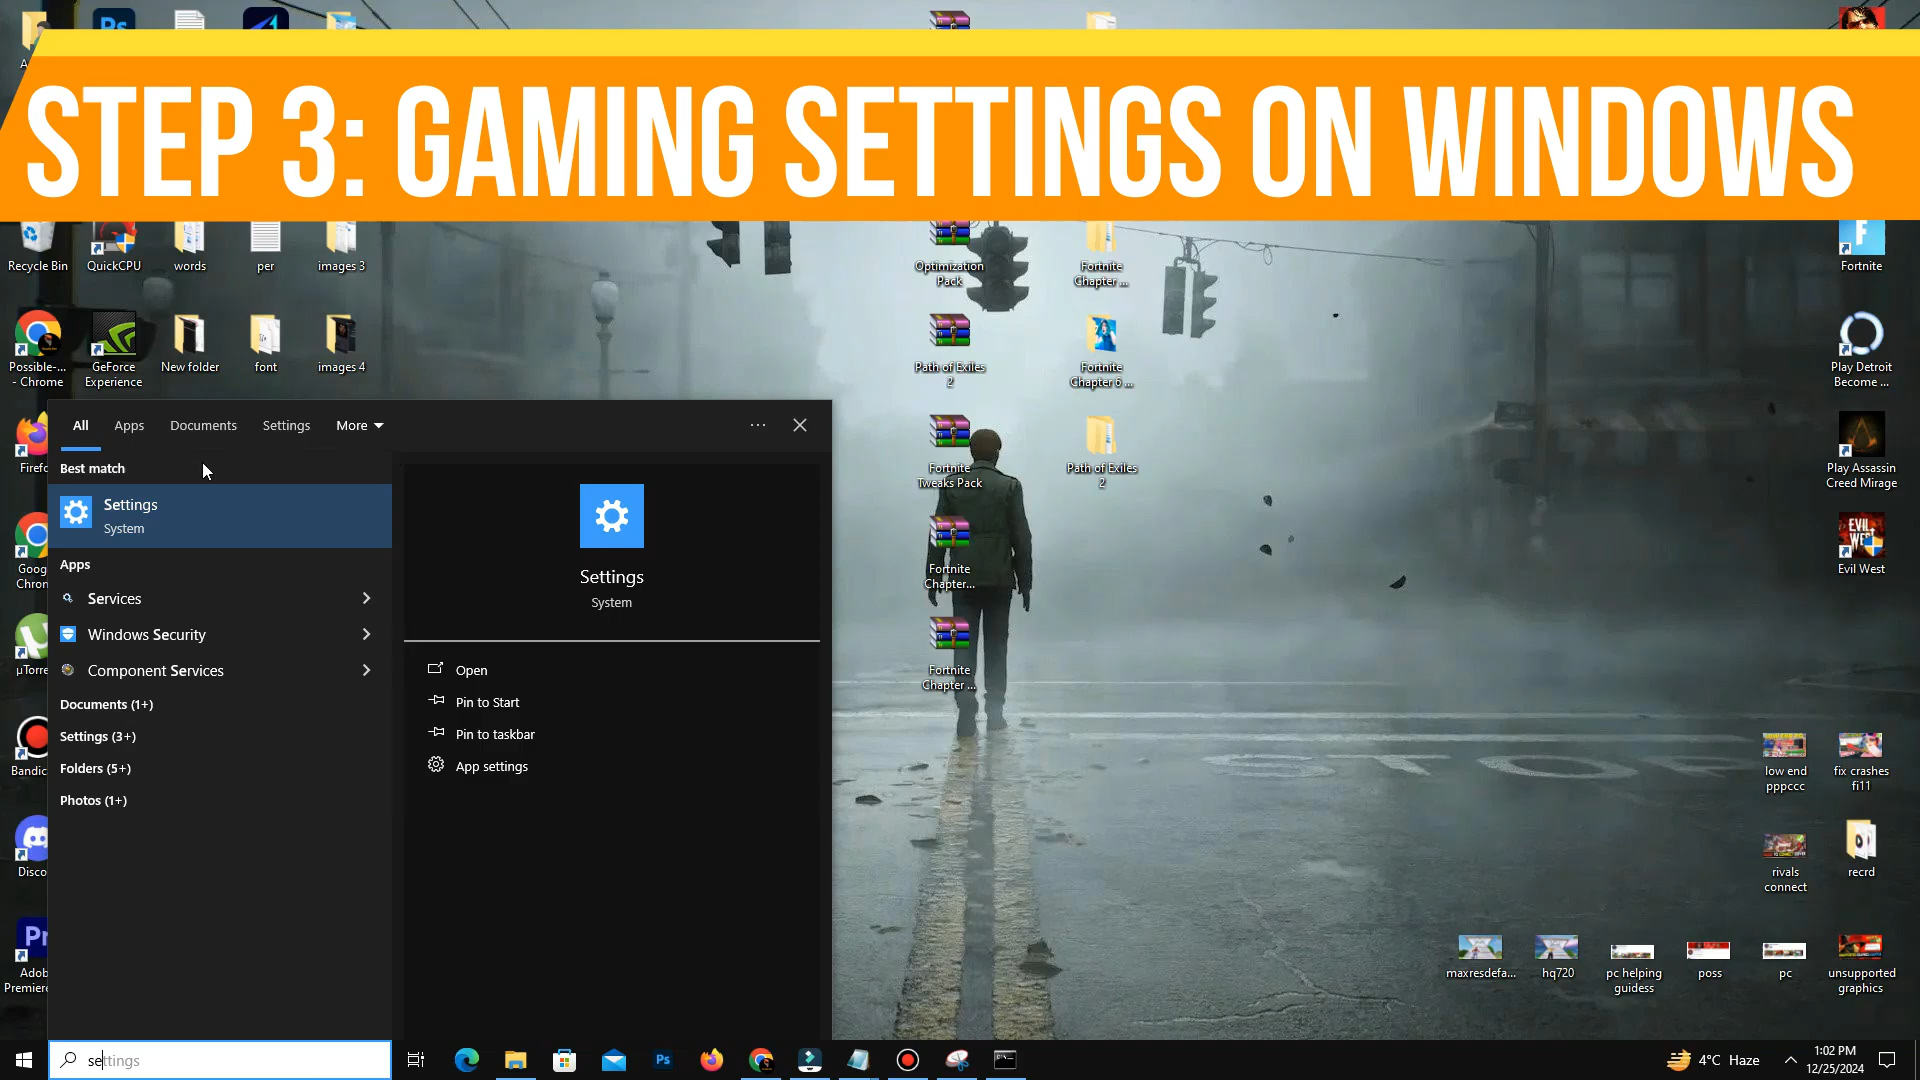 STEP 3: GAMING SETTINGS ON WINDOWS
Recycle Bin
QuickCPU
words
per
images 3
Optimization
Pack
Fortnite
Chapter ...
Fortnite
Possible-...
- Chrome
GeForce
Experience
New folder
font
images 4
Path of Exiles
2
Fortnite
Chapter 6 ...
Play Detroit
Become ...
All
Apps
Documents
Settings
More
Best match
Settings
System
Apps
Services
Windows Security
Component Services
Documents (1+)
Settings (3+)
Folders (5+)
Photos (1+)
Settings
System
Open
Pin to Start
Pin to taskbar
App settings
Firefo
Goog
Chron
µTorre
Bandic
Disco
Adob
Premiere
Fortnite
Tweaks Pack
Path of Exiles
2
Play Assassin
Creed Mirage
Fortnite
Chapter...
EVIL
WEST
Evil West
Fortnite
Chapter ...
STOP
low end
pppccc
fix crashes
fi11
rivals
connect
recrd
maxresdefa...
hq720
pc helping
guidess
poss
pc
unsupported
graphics
settings
Ps
4°C Haze
1:02 PM
12/25/2024